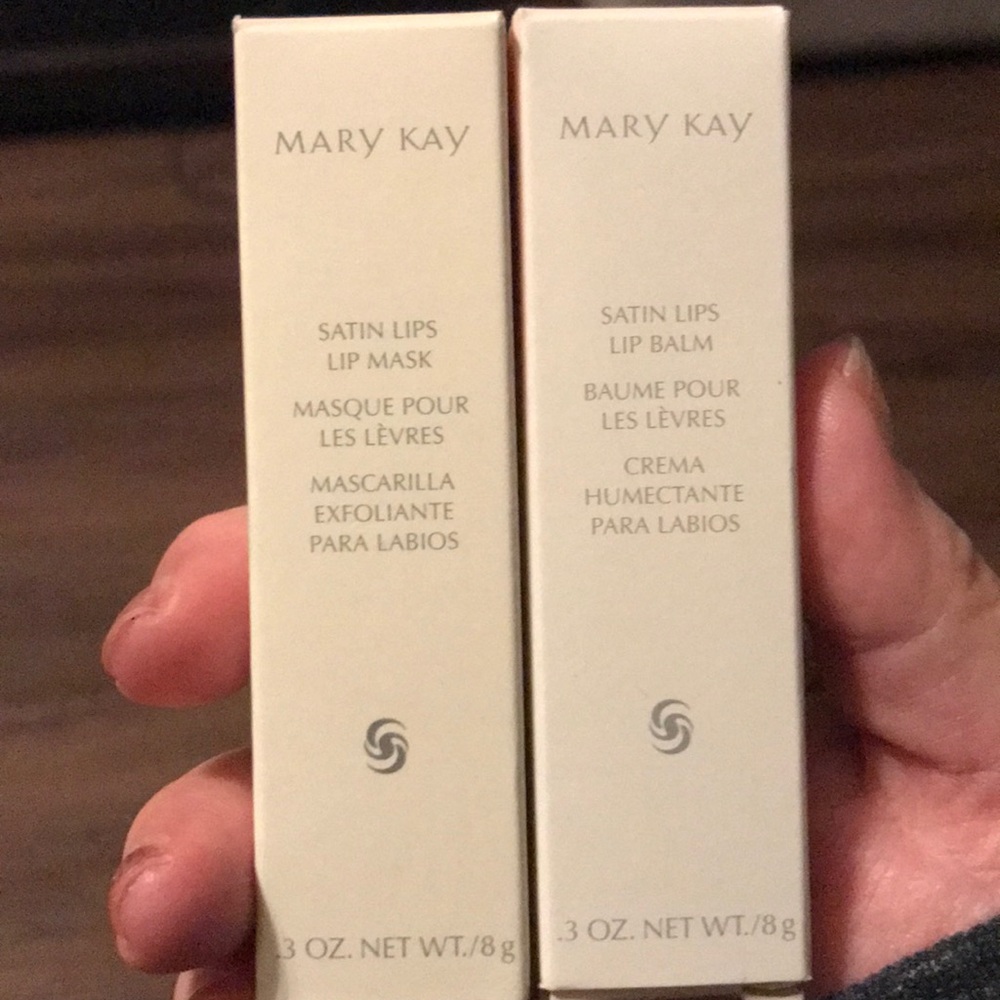 MARY KAY
SATIN LIPS
LIP MASK
MASQUE POUR
LES LÈVRES
MASCARILLA
EXFOLIANTE
PARA LABIOS
.3 OZ. NET WT./8 g
MARY KAY
SATIN LIPS
LIP BALM
BAUME POUR
LES LÈVRES
CREMA
HUMECTANTE
PARA LABIOS
.3 OZ. NET WT./8 g